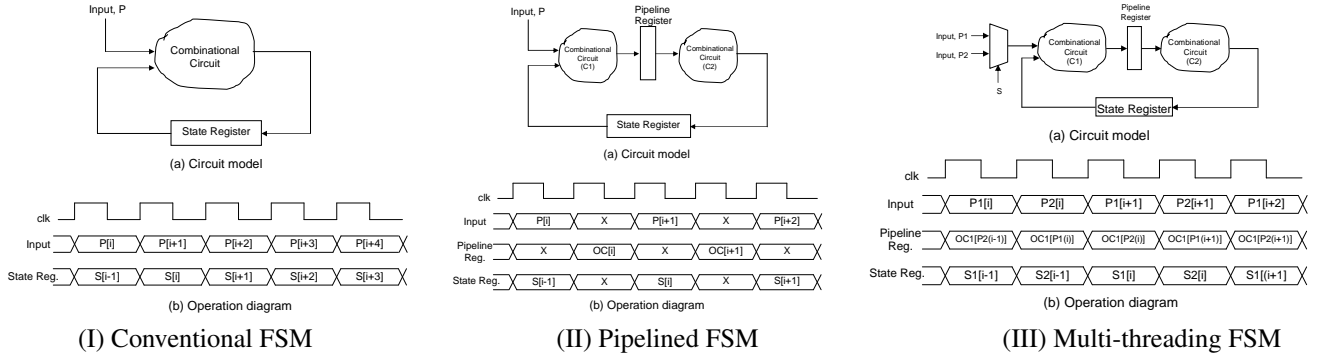 Input, P
Combinational
Circuit
State Register
(a) Circuit model
clk
Input P[i] P[i+1] P[i+2] P[i+3] P[i+4]
State Reg. S[i-1] S[i] S[i+1] S[i+2] S[i+3]
(b) Operation diagram
(I) Conventional FSM
Input, P
Pipeline
Register
Combinational
Circuit
(C1)
Combinational
Circuit
(C2)
State Register
(a) Circuit model
clk
Input P[i] X P[i+1] X P[i+2]
Pipeline
Reg. X OC[i] X OC[i+1] X
State Reg. S[i-1] X S[i] X S[i+1]
(b) Operation diagram
(II) Pipelined FSM
Pipeline
Register
Input, P1
Input, P2
S
Combinational
Circuit
(C1)
Combinational
Circuit
(C2)
State Register
(a) Circuit model
clk
Input P1[i] P2[i] P1[i+1] P2[i+1] P1[i+2]
Pipeline
Reg. OC1[P2(i-1)] OC1[P1(i)] OC1[P2(i)] OC1[P1(i+1)] OC1[P2(i+1)]
State Reg. S1[i-1] S2[i-1] S1[i] S2[i] S1[(i+1]
(b) Operation diagram
(III) Multi-threading FSM